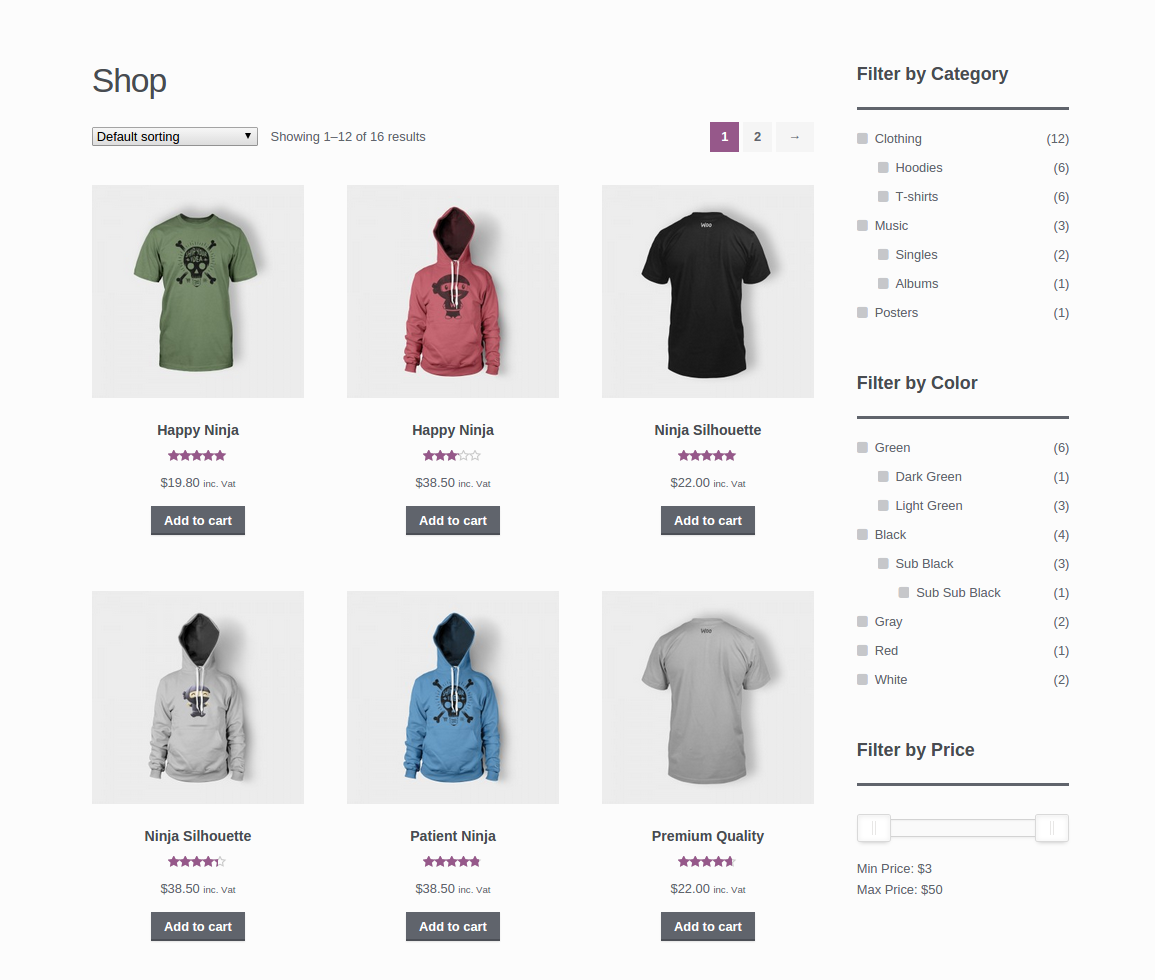 Shop
Default sorting ▼ Showing 1–12 of 16 results 1 2 →
Woo
Happy Ninja Happy Ninja Ninja Silhouette
$19.80 inc. Vat $38.50 inc. Vat $22.00 inc. Vat
Add to cart Add to cart Add to cart
Woo
Ninja Silhouette Patient Ninja Premium Quality
$38.50 inc. Vat $38.50 inc. Vat $22.00 inc. Vat
Add to cart Add to cart Add to cart
Filter by Category
Clothing (12)
Hoodies (6)
T-shirts (6)
Music (3)
Singles (2)
Albums (1)
Posters (1)
Filter by Color
Green (6)
Dark Green (1)
Light Green (3)
Black (4)
Sub Black (3)
Sub Sub Black (1)
Gray (2)
Red (1)
White (2)
Filter by Price
Min Price: $3
Max Price: $50